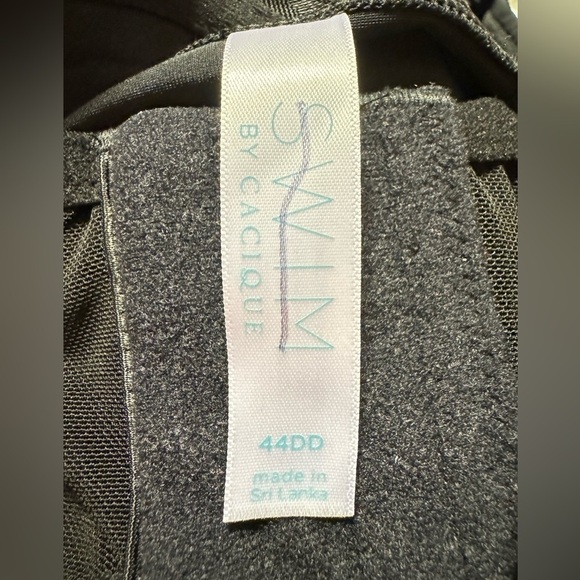 SWIM
BY CACIQUE
44DD
made in
Sri Lanka